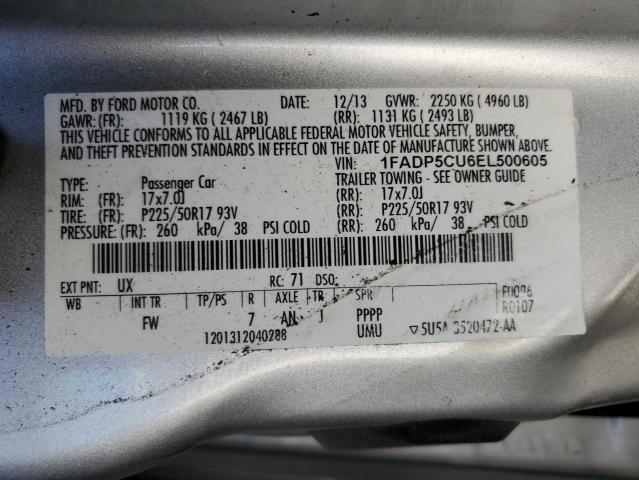 MFD. BY FORD MOTOR CO. DATE: 12/13 GVWR: 2250 KG ( 4960 LB)
GAWR: (FR): 1119 KG ( 2467 LB) (RR): 1131 KG ( 2493 LB)
THIS VEHICLE CONFORMS TO ALL APPLICABLE FEDERAL MOTOR VEHICLE SAFETY, BUMPER,
AND THEFT PREVENTION STANDARDS IN EFFECT ON THE DATE OF MANUFACTURE SHOWN ABOVE.
VIN: 1FADP5CU6EL500605
TYPE: Passenger Car TRAILER TOWING - SEE OWNER GUIDE
RIM: (FR): 17x7.0J (RR): 17x7.0J
TIRE: (FR): P225/50R17 93V (RR): P225/50R17 93V
PRESSURE: (FR): 260 kPa/ 38 PSI COLD (RR): 260 kPa/ 38 PSI COLD
EXT PNT: UX RC: 71 DSO:
WB INT TR TP/PS R AXLE TR SPR
FW 7 AN J PPPP
1201312040288 UMU
R0107
▽5U5A-3520472-AA